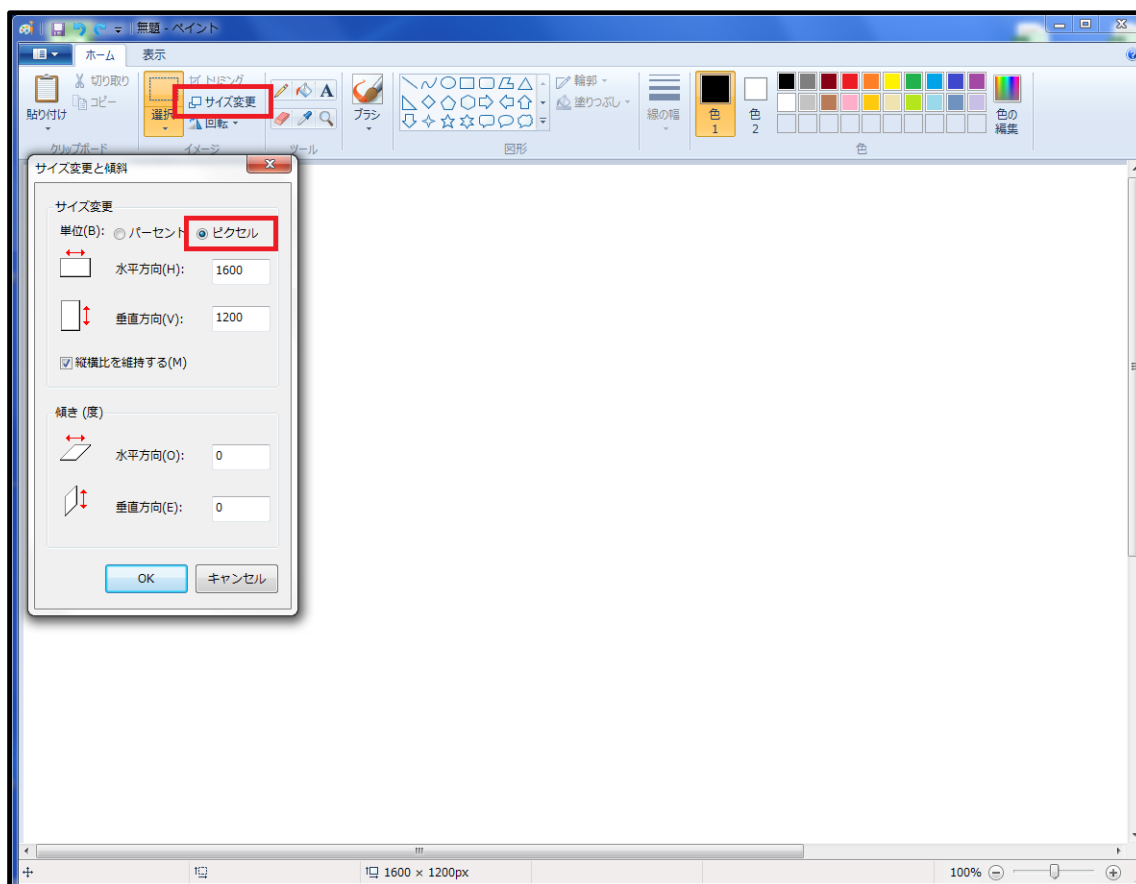 無題 - ペイント
ホーム 表示
貼り付け
切り取り
コピー
クリップボード
選択
トリミング
サイズ変更
回転
イメージ
A
ツール
ブラシ
輪郭
塗りつぶし
図形
線の幅
色
1
色
2
色の
編集
色
サイズ変更と傾斜
サイズ変更
単位(B): パーセント ピクセル
水平方向(H): 1600
垂直方向(V): 1200
縦横比を維持する(M)
傾き (度)
水平方向(O): 0
垂直方向(E): 0
OK キャンセル
1600 × 1200px 100%